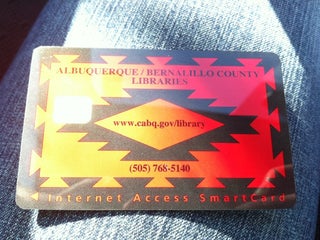 ALBUQUERQUE / BERNALILLO COUNTY
LIBRARIES
www.cabq.gov/library
(505) 768-5140
Internet Access SmartCard